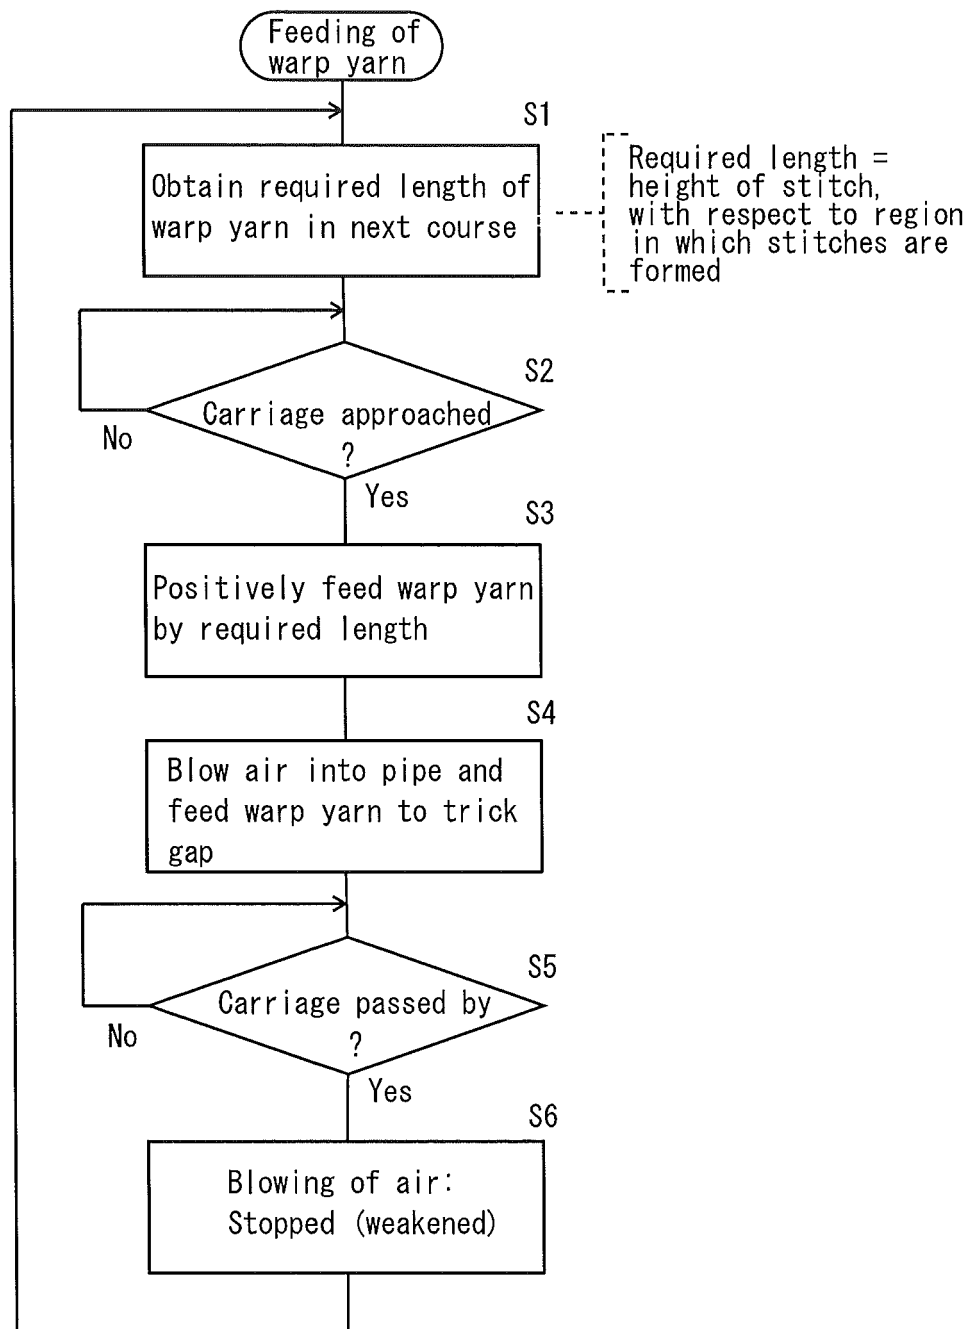 Feeding of
warp yarn
S1
Obtain required length of
warp yarn in next course
Required length =
height of stitch,
with respect to region
in which stitches are
formed
S2
Carriage approached
?
No
Yes
S3
Positively feed warp yarn
by required length
S4
Blow air into pipe and
feed warp yarn to trick
gap
S5
Carriage passed by
?
No
Yes
S6
Blowing of air:
Stopped (weakened)